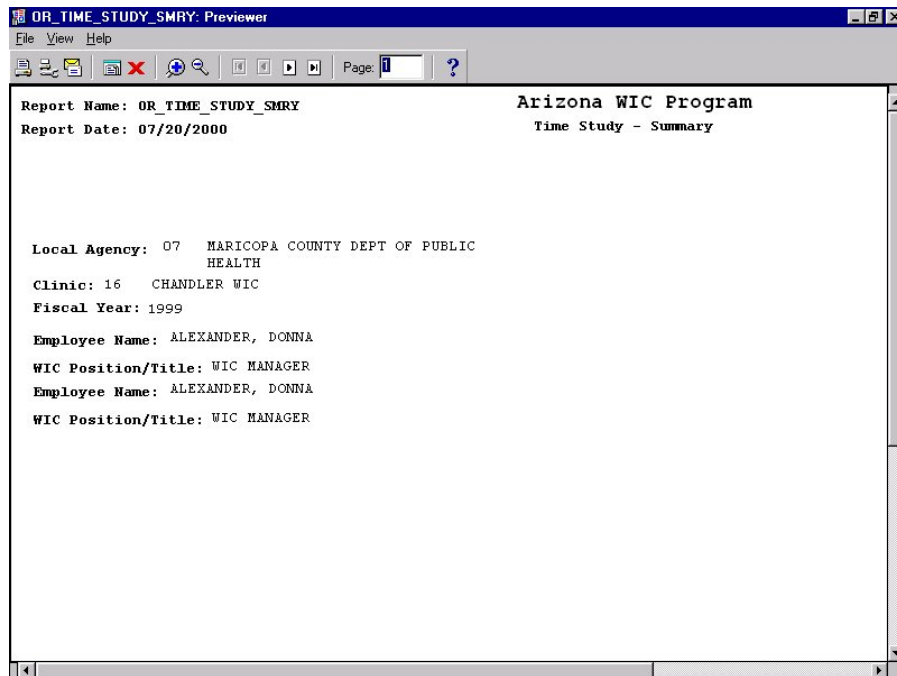 OR_TIME_STUDY_SMRY: Previewer
File View Help
Page: 1
Report Name: OR_TIME_STUDY_SMRY
Arizona WIC Program
Report Date: 07/20/2000
Time Study - Summary
Local Agency: 07 MARICOPA COUNTY DEPT OF PUBLIC
HEALTH
Clinic: 16 CHANDLER WIC
Fiscal Year: 1999
Employee Name: ALEXANDER, DONNA
WIC Position/Title: WIC MANAGER
Employee Name: ALEXANDER, DONNA
WIC Position/Title: WIC MANAGER